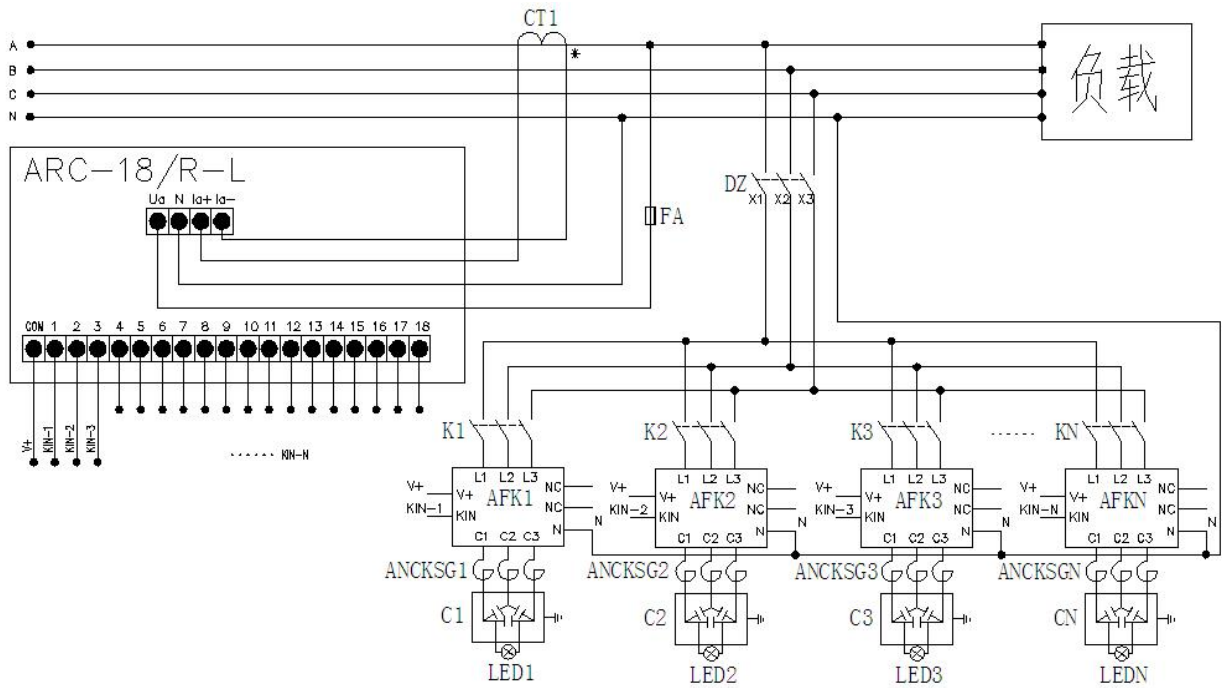 CT1
*
A
B
C
N
负载
ARC-18/R-L
Ua N Ia+ Ia-
DZ
X1 X2 X3
FA
CON 1 2 3 4 5 6 7 8 9 10 11 12 13 14 15 16 17 18
V+ KIN-1 KIN-2 KIN-3
...... KIN-N
K1 K2 K3 ...... KN
L1 L2 L3 L1 L2 L3 L1 L2 L3 L1 L2 L3
V+ V+ AFK1 NC V+ V+ AFK2 NC V+ V+ AFK3 NC V+ V+ AFKN NC
KIN-1 KIN NC KIN-2 KIN NC KIN-3 KIN NC KIN-N KIN NC
N N N N N N N N
C1 C2 C3 C1 C2 C3 C1 C2 C3 C1 C2 C3
ANCKSG1 ANCKSG2 ANCKSG3 ANCKSGN
C1 C2 C3 CN
LED1 LED2 LED3 LEDN